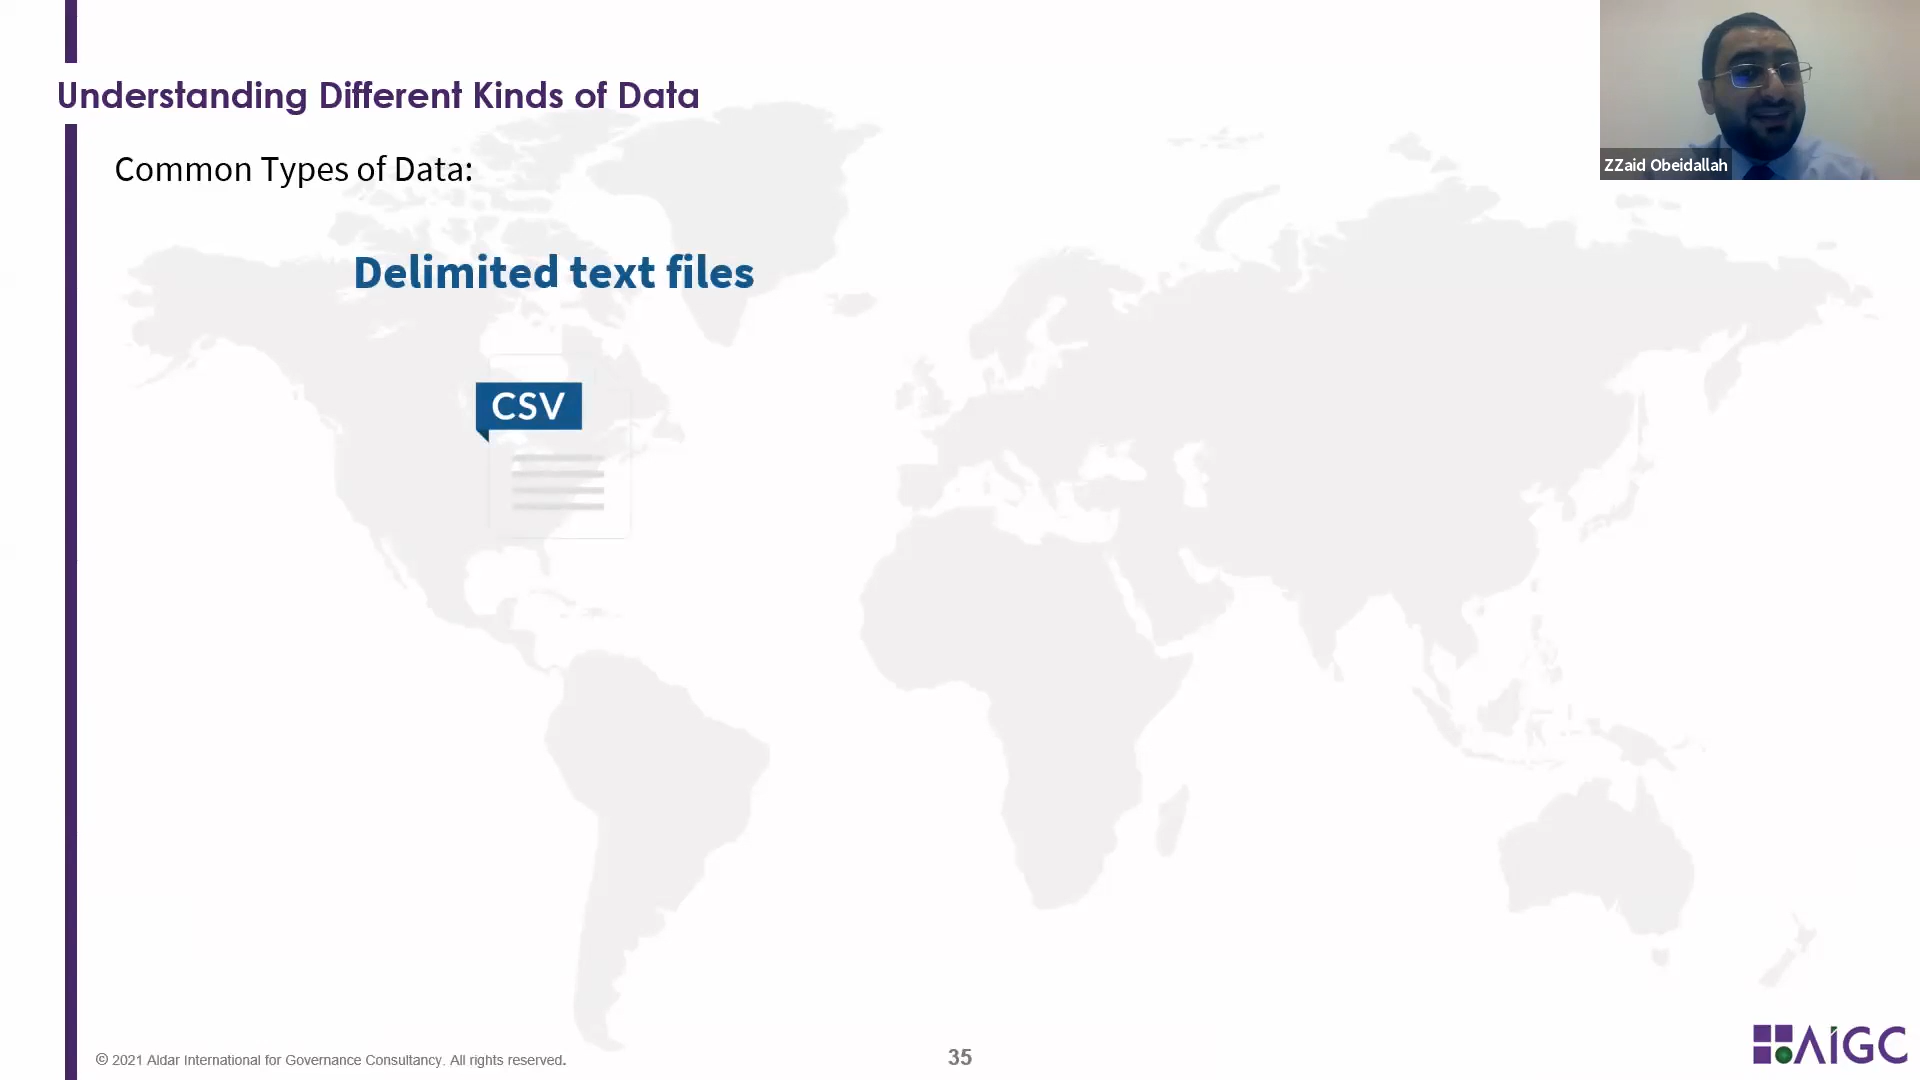 Understanding Different Kinds of Data
ZZaid Obeidallah
Common Types of Data:
Delimited text files
CSV
© 2021 Aldar International for Governance Consultancy. All rights reserved.
35
AIGC